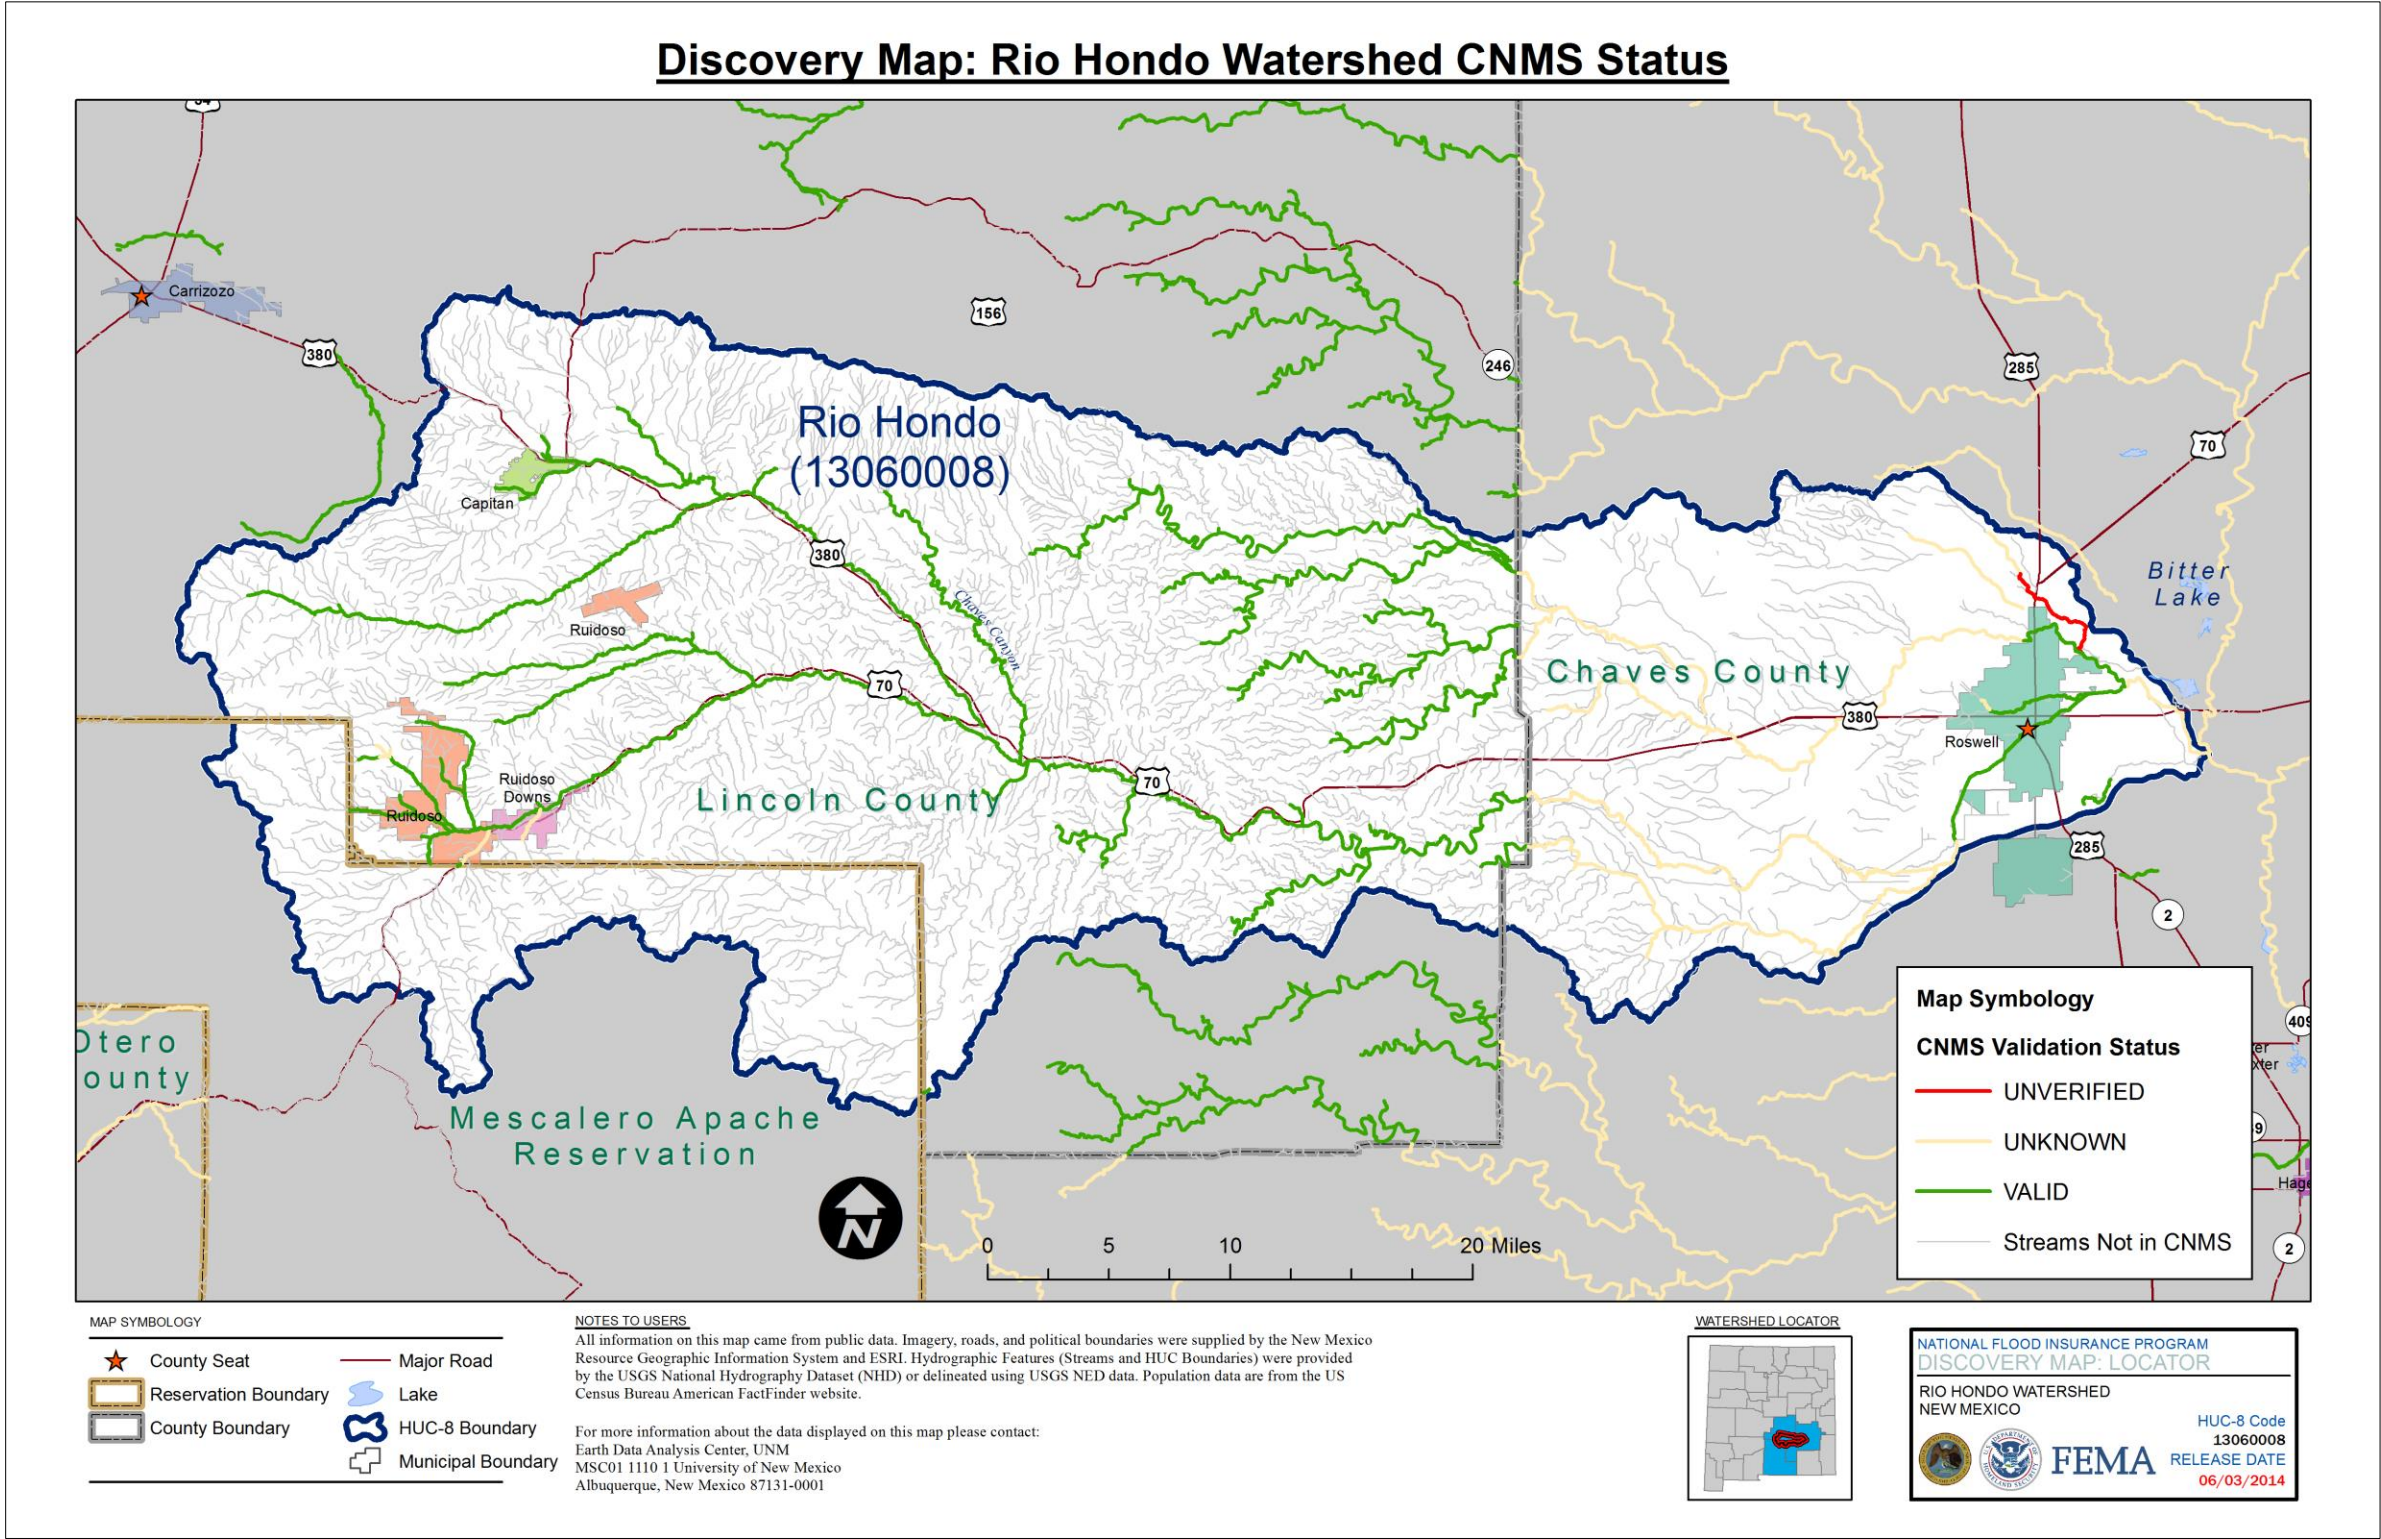 Discovery Map: Rio Hondo Watershed CNMS Status
Carrizozo
380
156
246
285
70
Rio Hondo
(13060008)
Capitan
380
Chaves Canyon
Bitter
Lake
Ruidoso
70
Chaves County
380
Roswell
Ruidoso
Downs
Ruidoso
Lincoln County
70
285
2
Otero
ounty
Mescalero Apache
Reservation
N
0 5 10 20 Miles
409
9
2
Map Symbology
CNMS Validation Status
UNVERIFIED
UNKNOWN
VALID
Streams Not in CNMS
MAP SYMBOLOGY
County Seat
Reservation Boundary
County Boundary
Major Road
Lake
HUC-8 Boundary
Municipal Boundary
NOTES TO USERS
All information on this map came from public data. Imagery, roads, and political boundaries were supplied by the New Mexico
Resource Geographic Information System and ESRI. Hydrographic Features (Streams and HUC Boundaries) were provided
by the USGS National Hydrography Dataset (NHD) or delineated using USGS NED data. Population data are from the US
Census Bureau American FactFinder website.
For more information about the data displayed on this map please contact:
Earth Data Analysis Center, UNM
MSC01 1110 1 University of New Mexico
Albuquerque, New Mexico 87131-0001
WATERSHED LOCATOR
NATIONAL FLOOD INSURANCE PROGRAM
DISCOVERY MAP: LOCATOR
RIO HONDO WATERSHED
NEW MEXICO
HUC-8 Code
13060008
RELEASE DATE
06/03/2014
FEMA